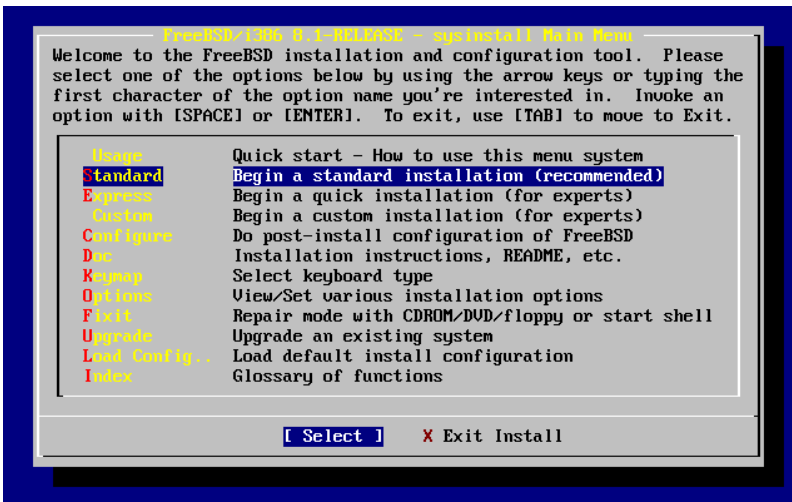 FreeBSD/i386 8.1-RELEASE - sysinstall Main Menu
Welcome to the FreeBSD installation and configuration tool.  Please
select one of the options below by using the arrow keys or typing the
first character of the option name you're interested in.  Invoke an
option with [SPACE] or [ENTER].  To exit, use [TAB] to move to Exit.
Usage Quick start - How to use this menu system
Standard Begin a standard installation (recommended)
Express Begin a quick installation (for experts)
Custom Begin a custom installation (for experts)
Configure Do post-install configuration of FreeBSD
Doc Installation instructions, README, etc.
Keymap Select keyboard type
Options View/Set various installation options
Fixit Repair mode with CDROM/DVD/floppy or start shell
Upgrade Upgrade an existing system
Load Config.. Load default install configuration
Index Glossary of functions
[ Select ] X Exit Install